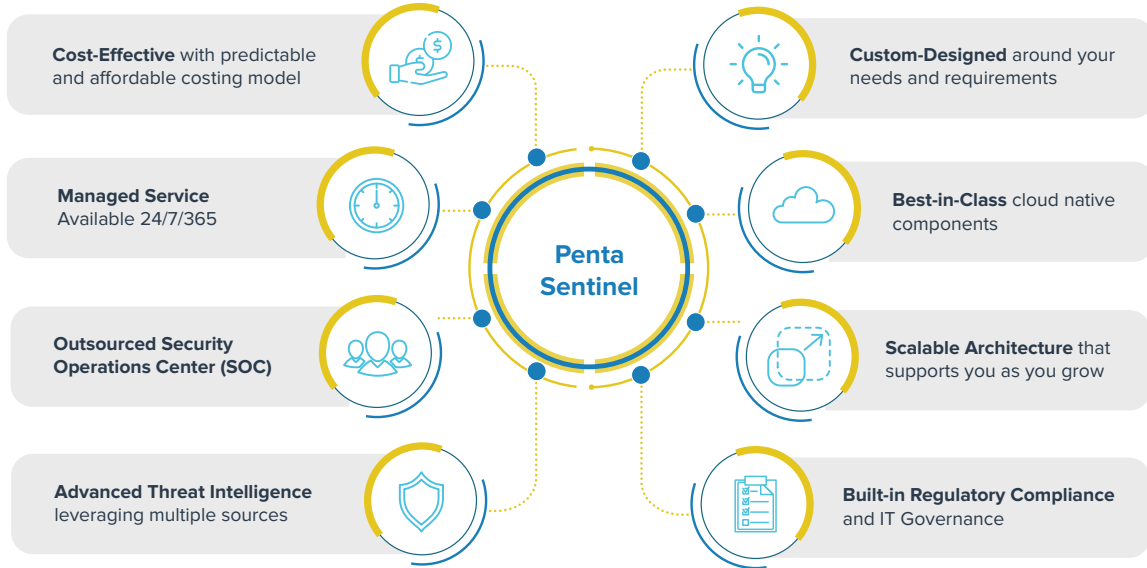 Cost-Effective with predictable
and affordable costing model
Managed Service
Available 24/7/365
Outsourced Security
Operations Center (SOC)
Advanced Threat Intelligence
leveraging multiple sources
Penta
Sentinel
Custom-Designed around your
needs and requirements
Best-in-Class cloud native
components
Scalable Architecture that
supports you as you grow
Built-in Regulatory Compliance
and IT Governance